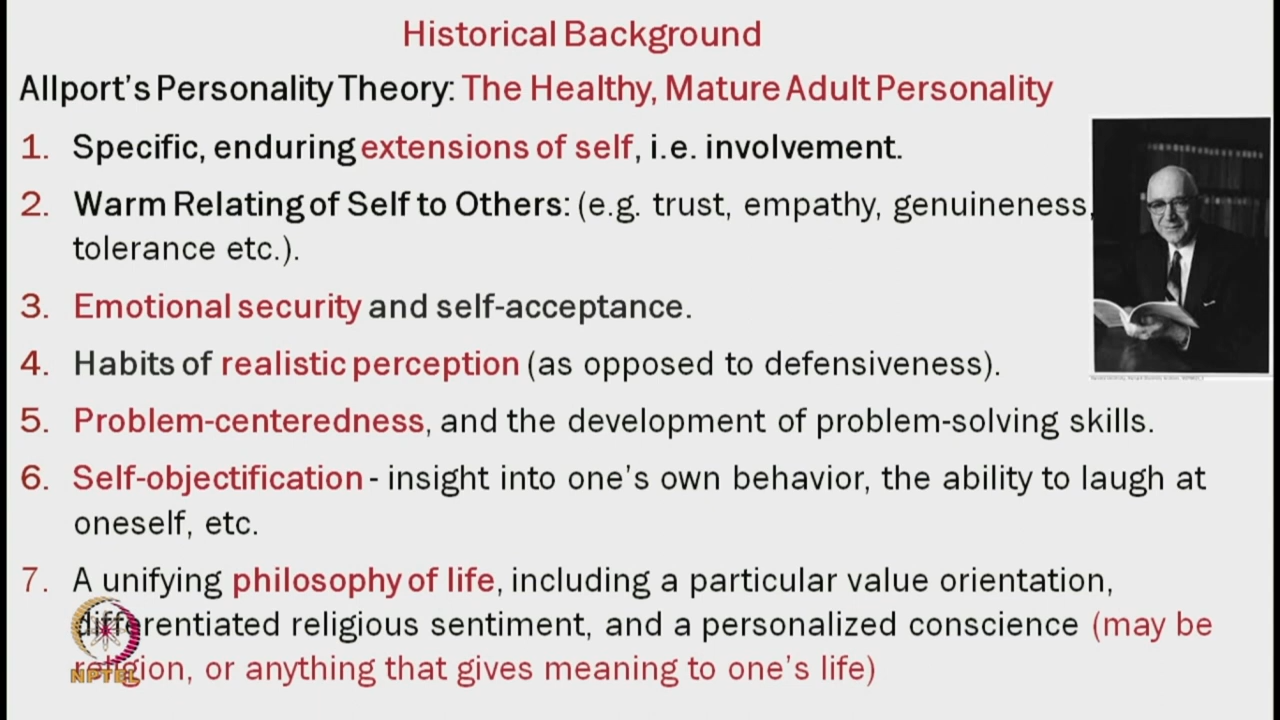 Historical Background
Allport's Personality Theory: The Healthy, Mature Adult Personality
1. Specific, enduring extensions of self, i.e. involvement.
2. Warm Relating of Self to Others: (e.g. trust, empathy, genuineness,
tolerance etc.).
3. Emotional security and self-acceptance.
4. Habits of realistic perception (as opposed to defensiveness).
5. Problem-centeredness, and the development of problem-solving skills.
6. Self-objectification - insight into one's own behavior, the ability to laugh at
oneself, etc.
7. A unifying philosophy of life, including a particular value orientation,
differentiated religious sentiment, and a personalized conscience (may be
religion, or anything that gives meaning to one's life)
NPTEL